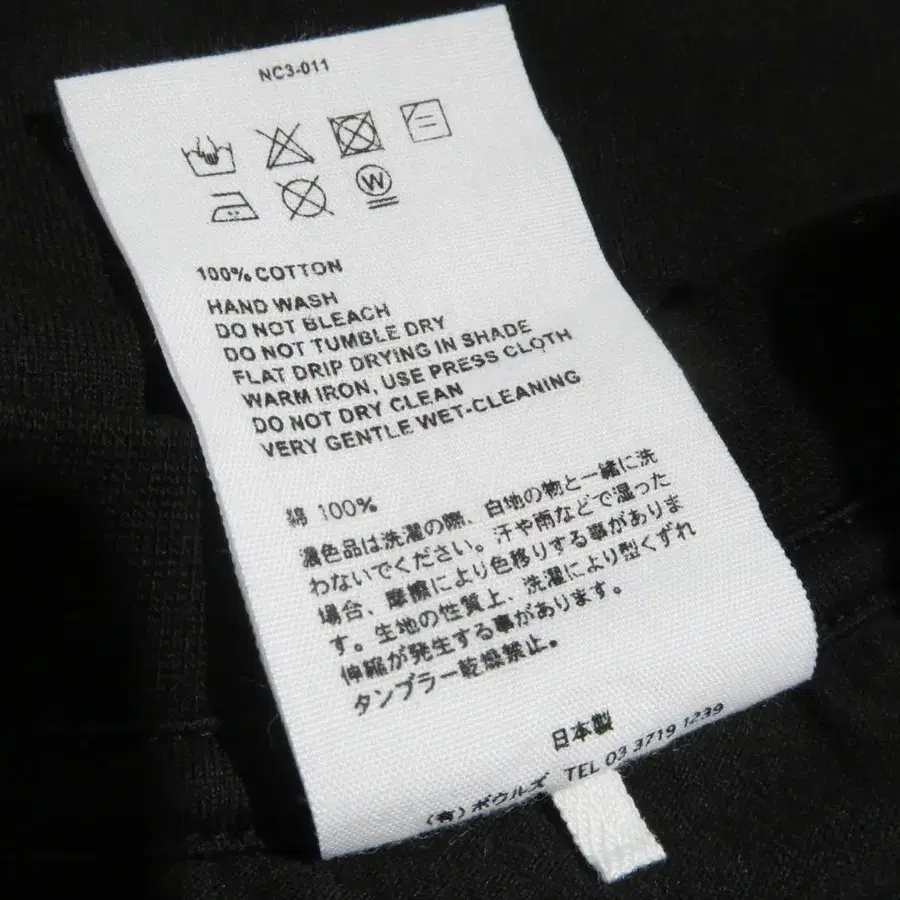 NC3-011
W
100% COTTON
HAND WASH
DO NOT BLEACH
DO NOT TUMBLE DRY
FLAT DRIP DRYING IN SHADE
WARM IRON, USE PRESS CLOTH
DO NOT DRY CLEAN
VERY GENTLE WET-CLEANING
綿 100%
濃色品は洗濯の際、白地の物と一緒に洗
わないでください。汗や雨などで湿った
場合、摩擦により色移りする事がありま
す。生地の性質上、洗濯により型くずれ
伸縮が発生する事があります。
タンブラー乾燥禁止。
日本製
(有)ボウルズ TEL 03 3719 1239